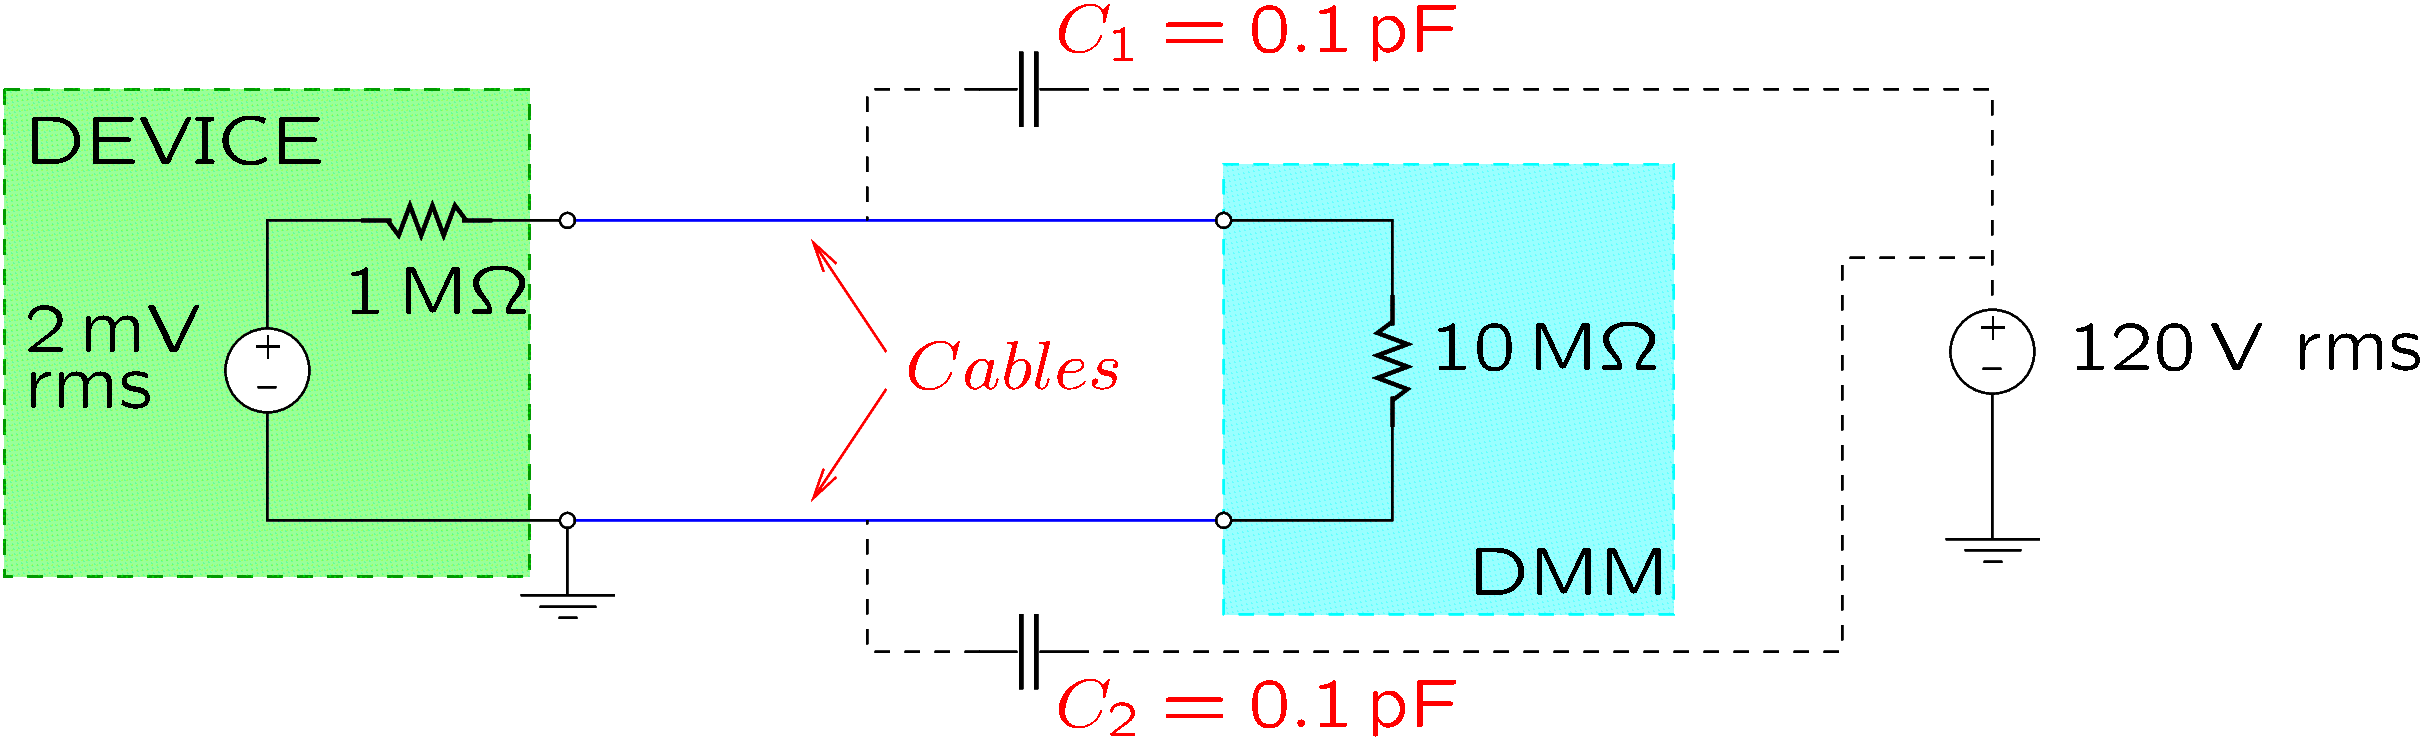 C₁ = 0.1 pF
DEVICE
1 MΩ
2 mV
rms
+
−
Cables
10 MΩ
+
−
120 V rms
DMM
C₂ = 0.1 pF